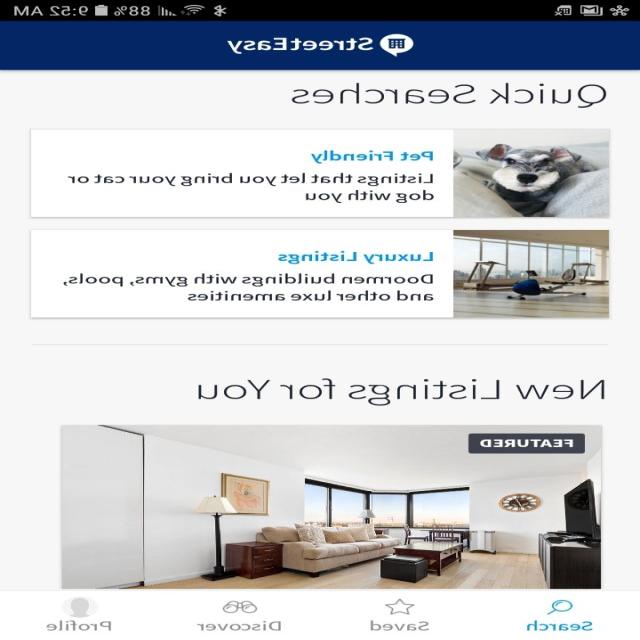 88% 9:52 AM
StreetEasy
Quick Searches
Pet Friendly
Listings that let you bring your cat or
dog with you
Luxury Listings
Doormen buildings with gyms, pools,
and other luxe amenities
New Listings for You
FEATURED
Search
Saved
Discover
Profile